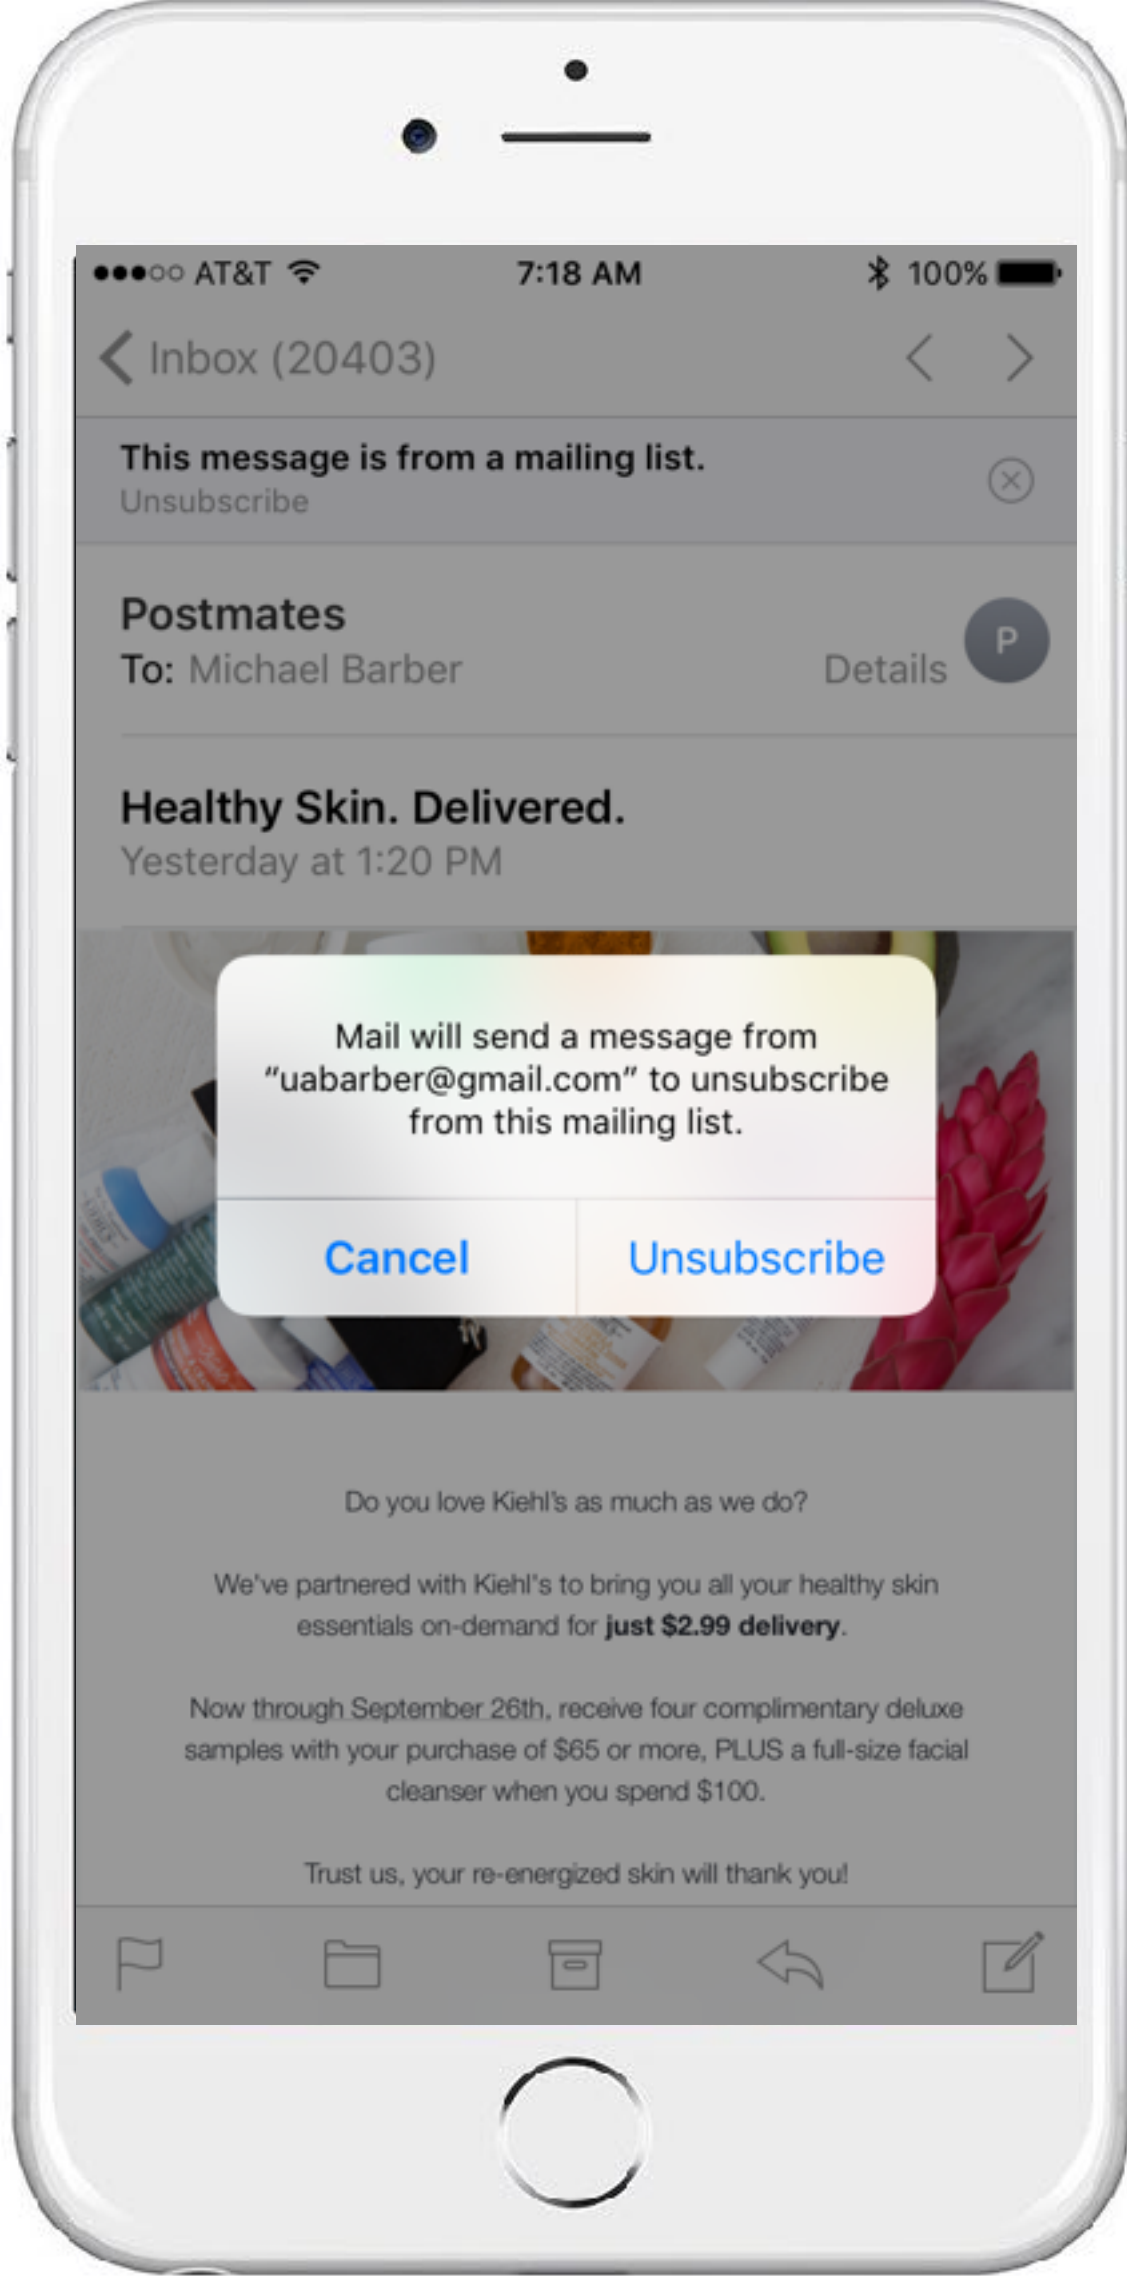 AT&T 7:18 AM 100%
Inbox (20403)
This message is from a mailing list.
Unsubscribe
Postmates
P
To: Michael Barber Details
Healthy Skin. Delivered.
Yesterday at 1:20 PM
Mail will send a message from
“uabarber@gmail.com” to unsubscribe
from this mailing list.
Cancel Unsubscribe
Do you love Kiehl's as much as we do?
We've partnered with Kiehl's to bring you all your healthy skin
essentials on-demand for just $2.99 delivery.
Now through September 26th, receive four complimentary deluxe
samples with your purchase of $65 or more, PLUS a full-size facial
cleanser when you spend $100.
Trust us, your re-energized skin will thank you!